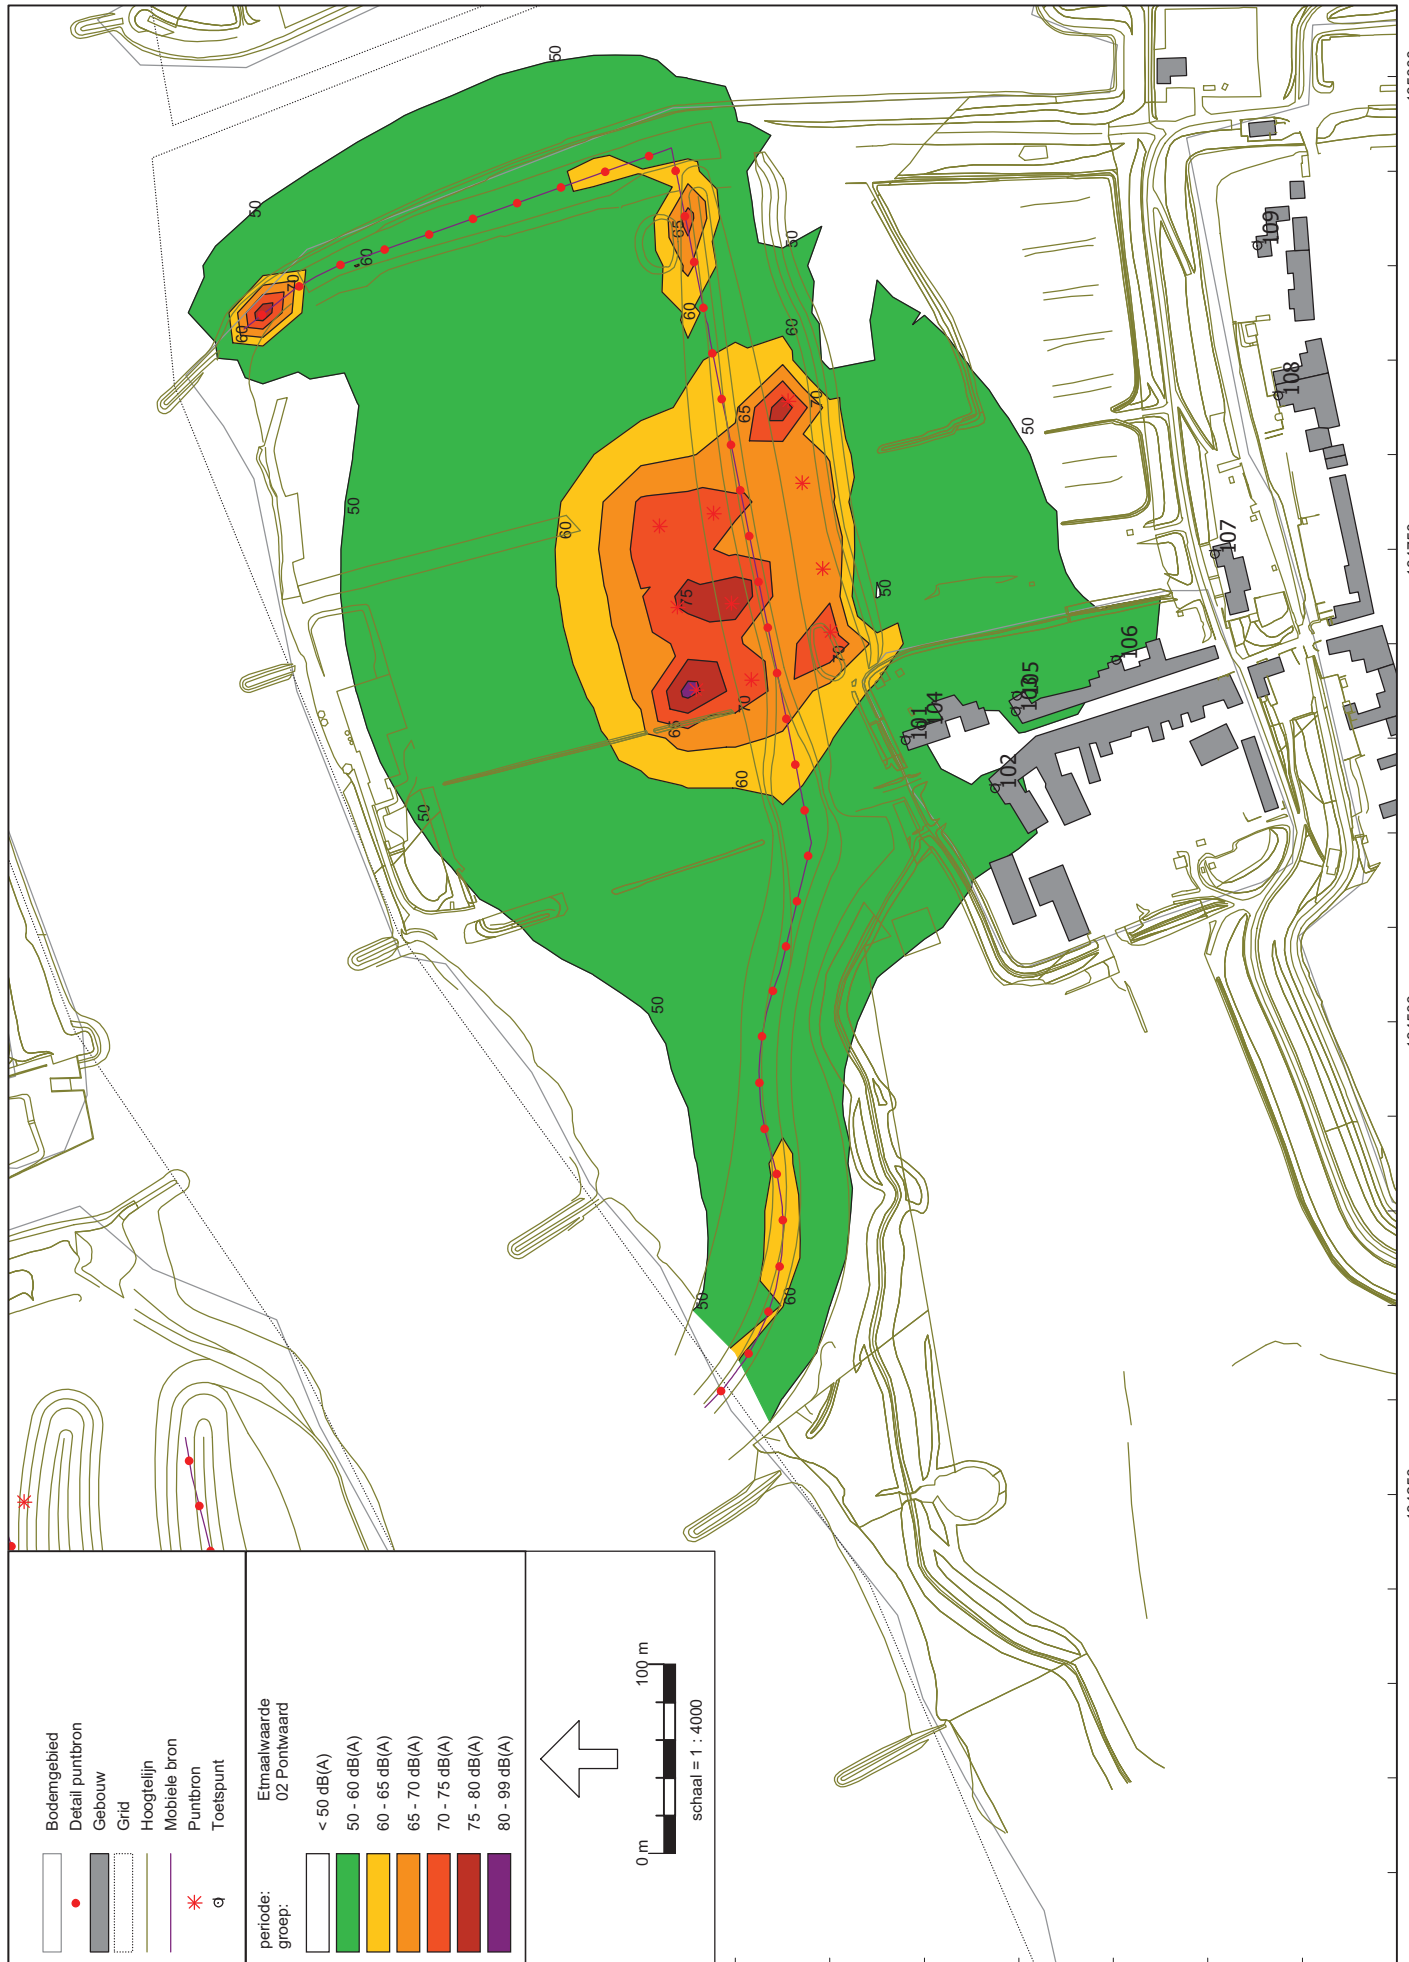 Bodemgebied
Detail puntbron
Gebouw
Grid
Hoogtelijn
Mobiele bron
Puntbron
Toetspunt
periode: Etmaalwaarde
groep: 02 Pontwaard
< 50 dB(A)
50 - 60 dB(A)
60 - 65 dB(A)
65 - 70 dB(A)
70 - 75 dB(A)
75 - 80 dB(A)
80 - 99 dB(A)
0 m 100 m
schaal = 1 : 4000
50
50
60
70
60
65
60
50
60
70
65
50
60
75
50
70
70
65
60
50
50
50
60
50
101
104
102
105
106
107
108
109